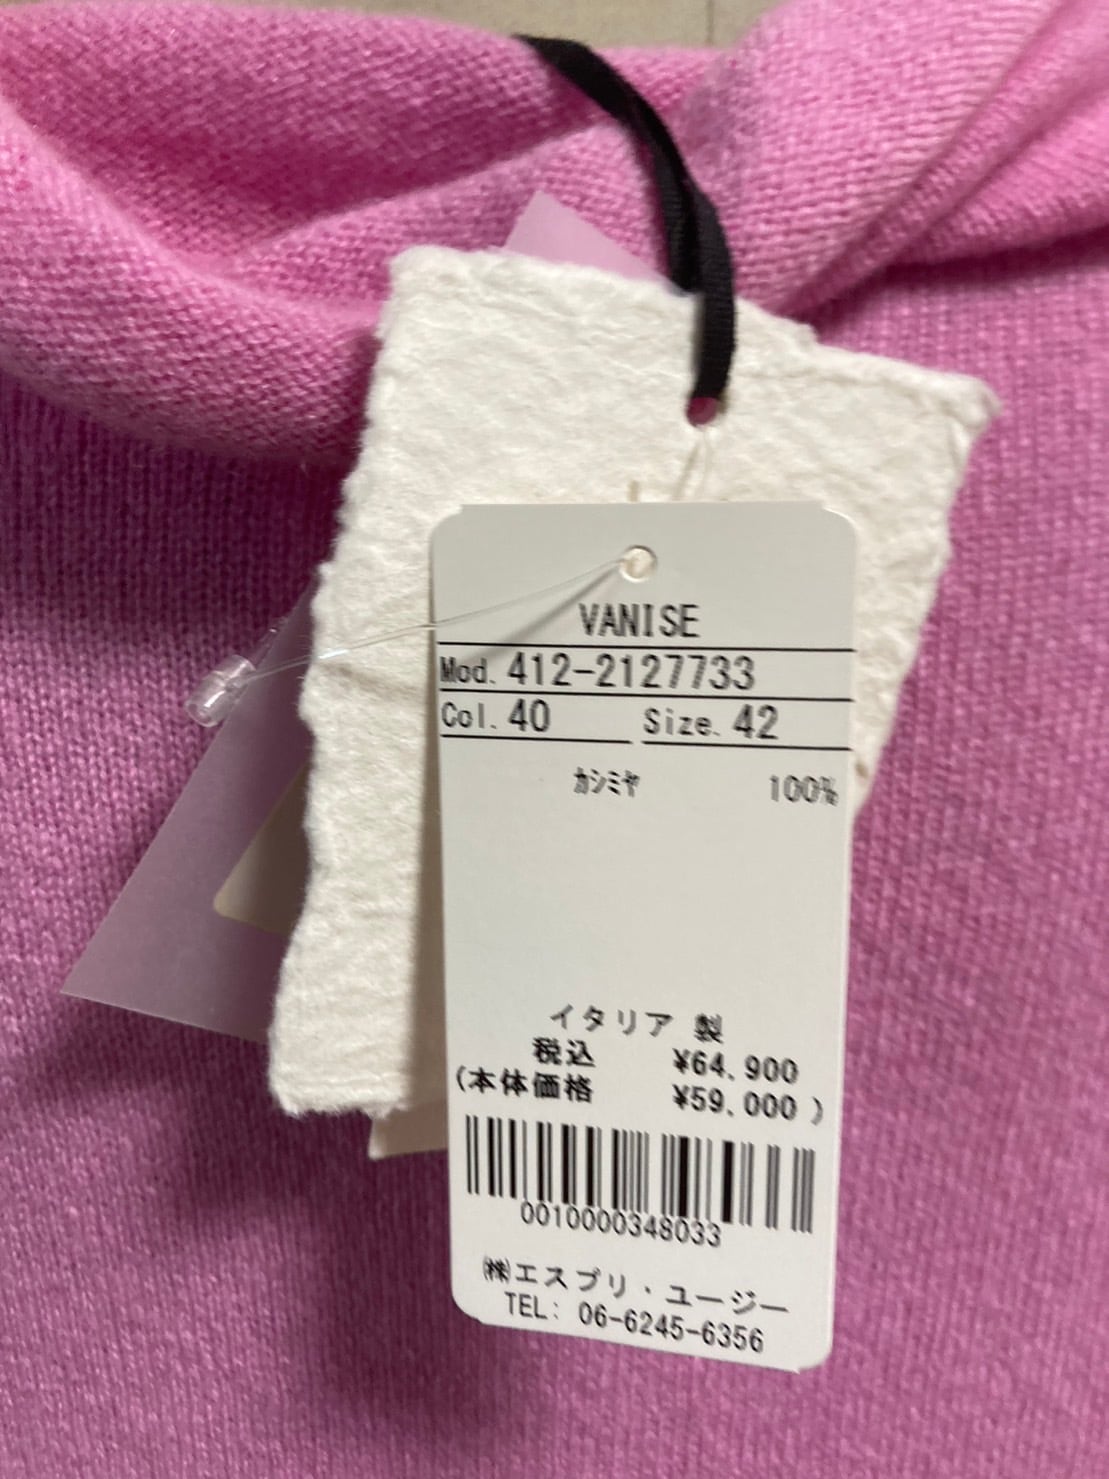 VANISE
Mod. 412-2127733
Col. 40 Size. 42
カシミヤ 100%
イタリア 製
税込 ¥64.900
(本体価格 ¥59.000 )
0010000348033
㈱エスプリ・ユージー
TEL: 06-6245-6356